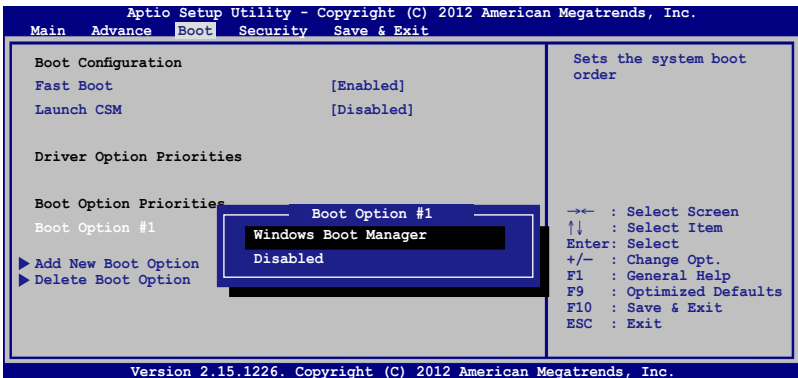 Aptio Setup Utility - Copyright (C) 2012 American Megatrends, Inc.
Main Advance Boot Security Save & Exit
Boot Configuration
Fast Boot [Enabled]
Launch CSM [Disabled]
Driver Option Priorities
Boot Option Priorities
Boot Option #1
Add New Boot Option
Delete Boot Option
Boot Option #1
Windows Boot Manager
Disabled
Sets the system boot
order
→← : Select Screen
↑↓ : Select Item
Enter: Select
+/— : Change Opt.
F1 : General Help
F9 : Optimized Defaults
F10 : Save & Exit
ESC : Exit
Version 2.15.1226. Copyright (C) 2012 American Megatrends, Inc.